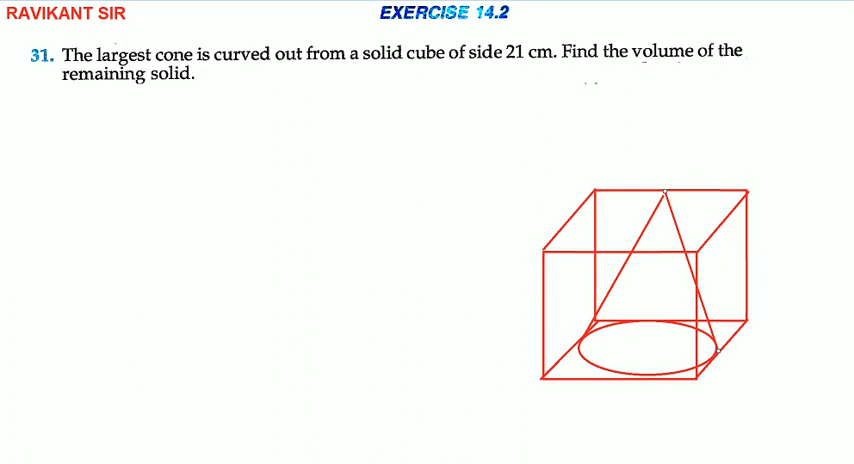 RAVIKANT SIR
EXERCISE 14.2
31. The largest cone is curved out from a solid cube of side 21 cm. Find the volume of the
remaining solid.